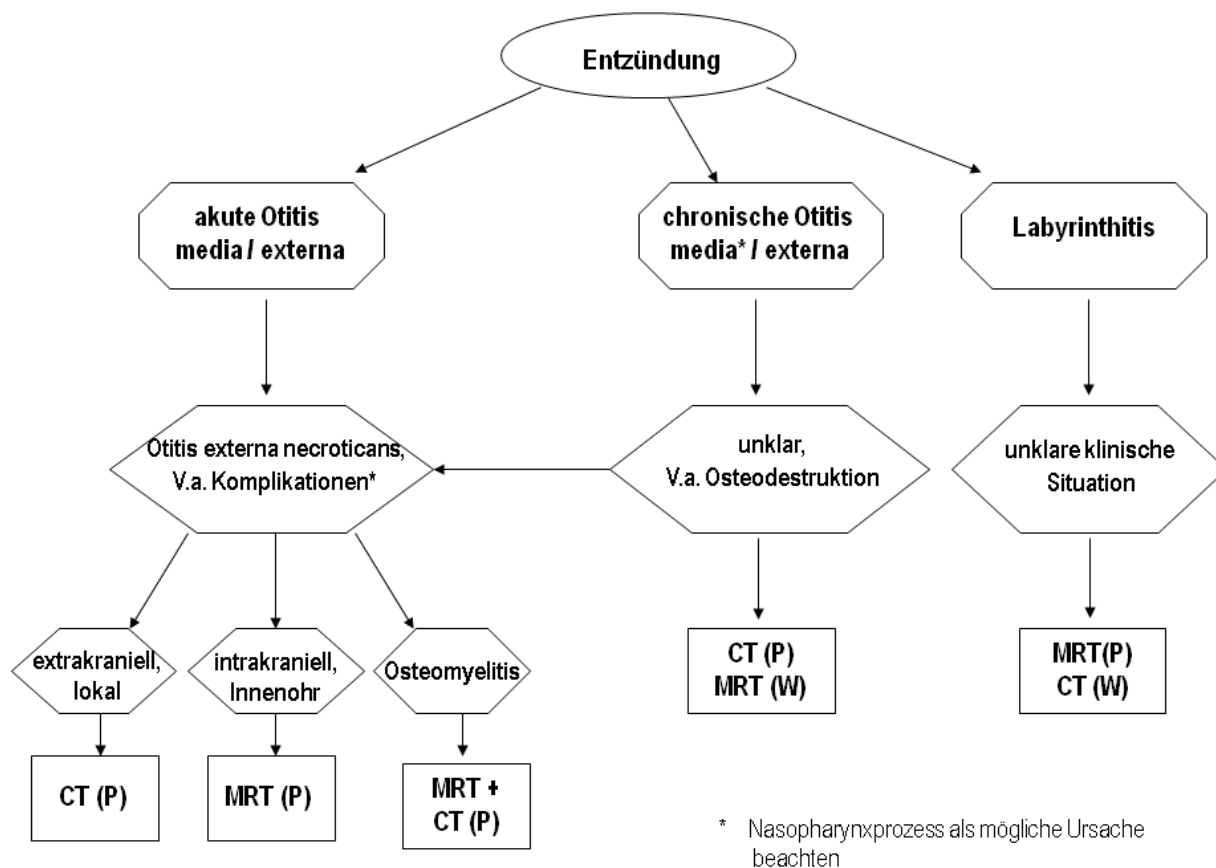 Entzündung
akute Otitis
media / externa
chronische Otitis
media* / externa
Labyrinthitis
Otitis externa necroticans,
V.a. Komplikationen*
unklar,
V.a. Osteodestruktion
unklare klinische
Situation
extrakraniell,
lokal
intrakraniell,
Innenohr
Osteomyelitis
CT (P)
MRT (W)
MRT(P)
CT (W)
CT (P)
MRT (P)
MRT +
CT (P)
* Nasopharynxprozess als mögliche Ursache
beachten